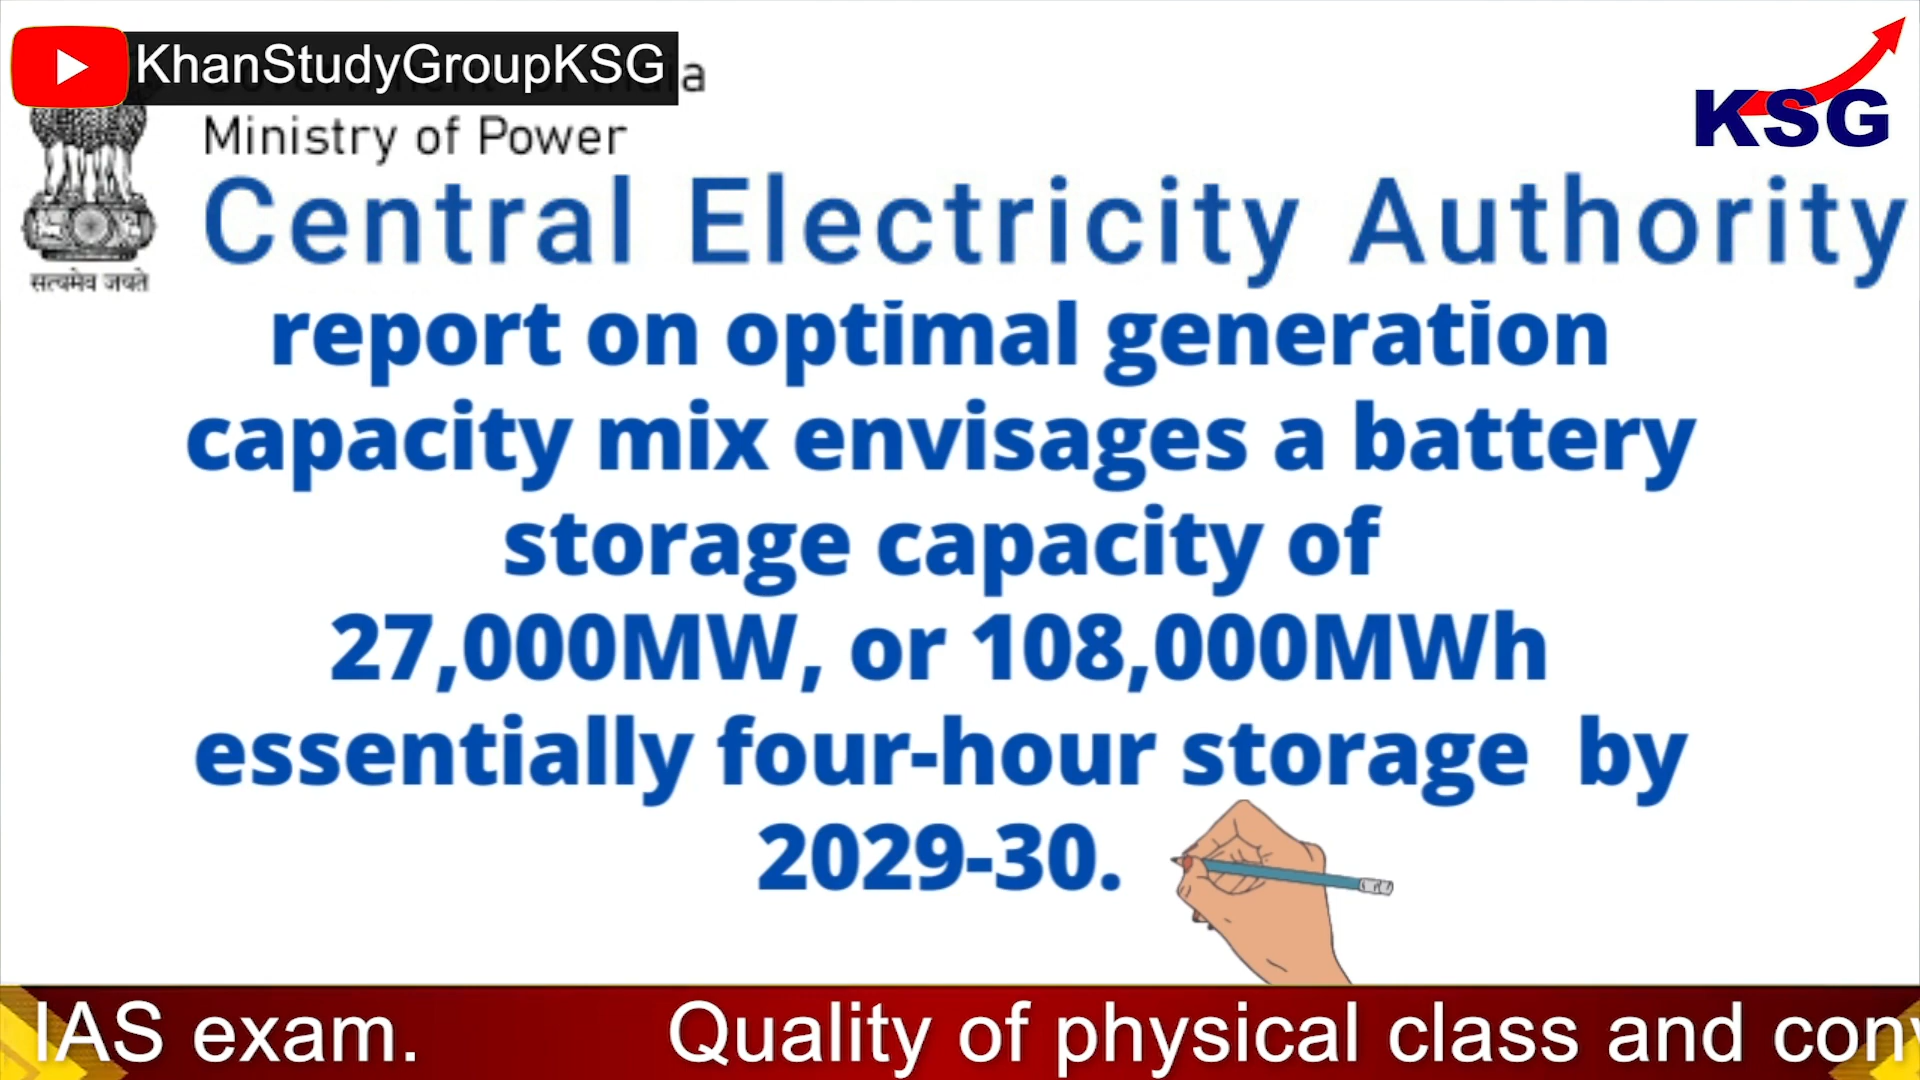 KhanStudyGroupKSG
KSG
Ministry of Power
Central Electricity Authority
सत्यमेव जयते
report on optimal generation
capacity mix envisages a battery
storage capacity of
27,000MW, or 108,000MWh
essentially four-hour storage by
2029-30.
IAS exam. Quality of physical class and con